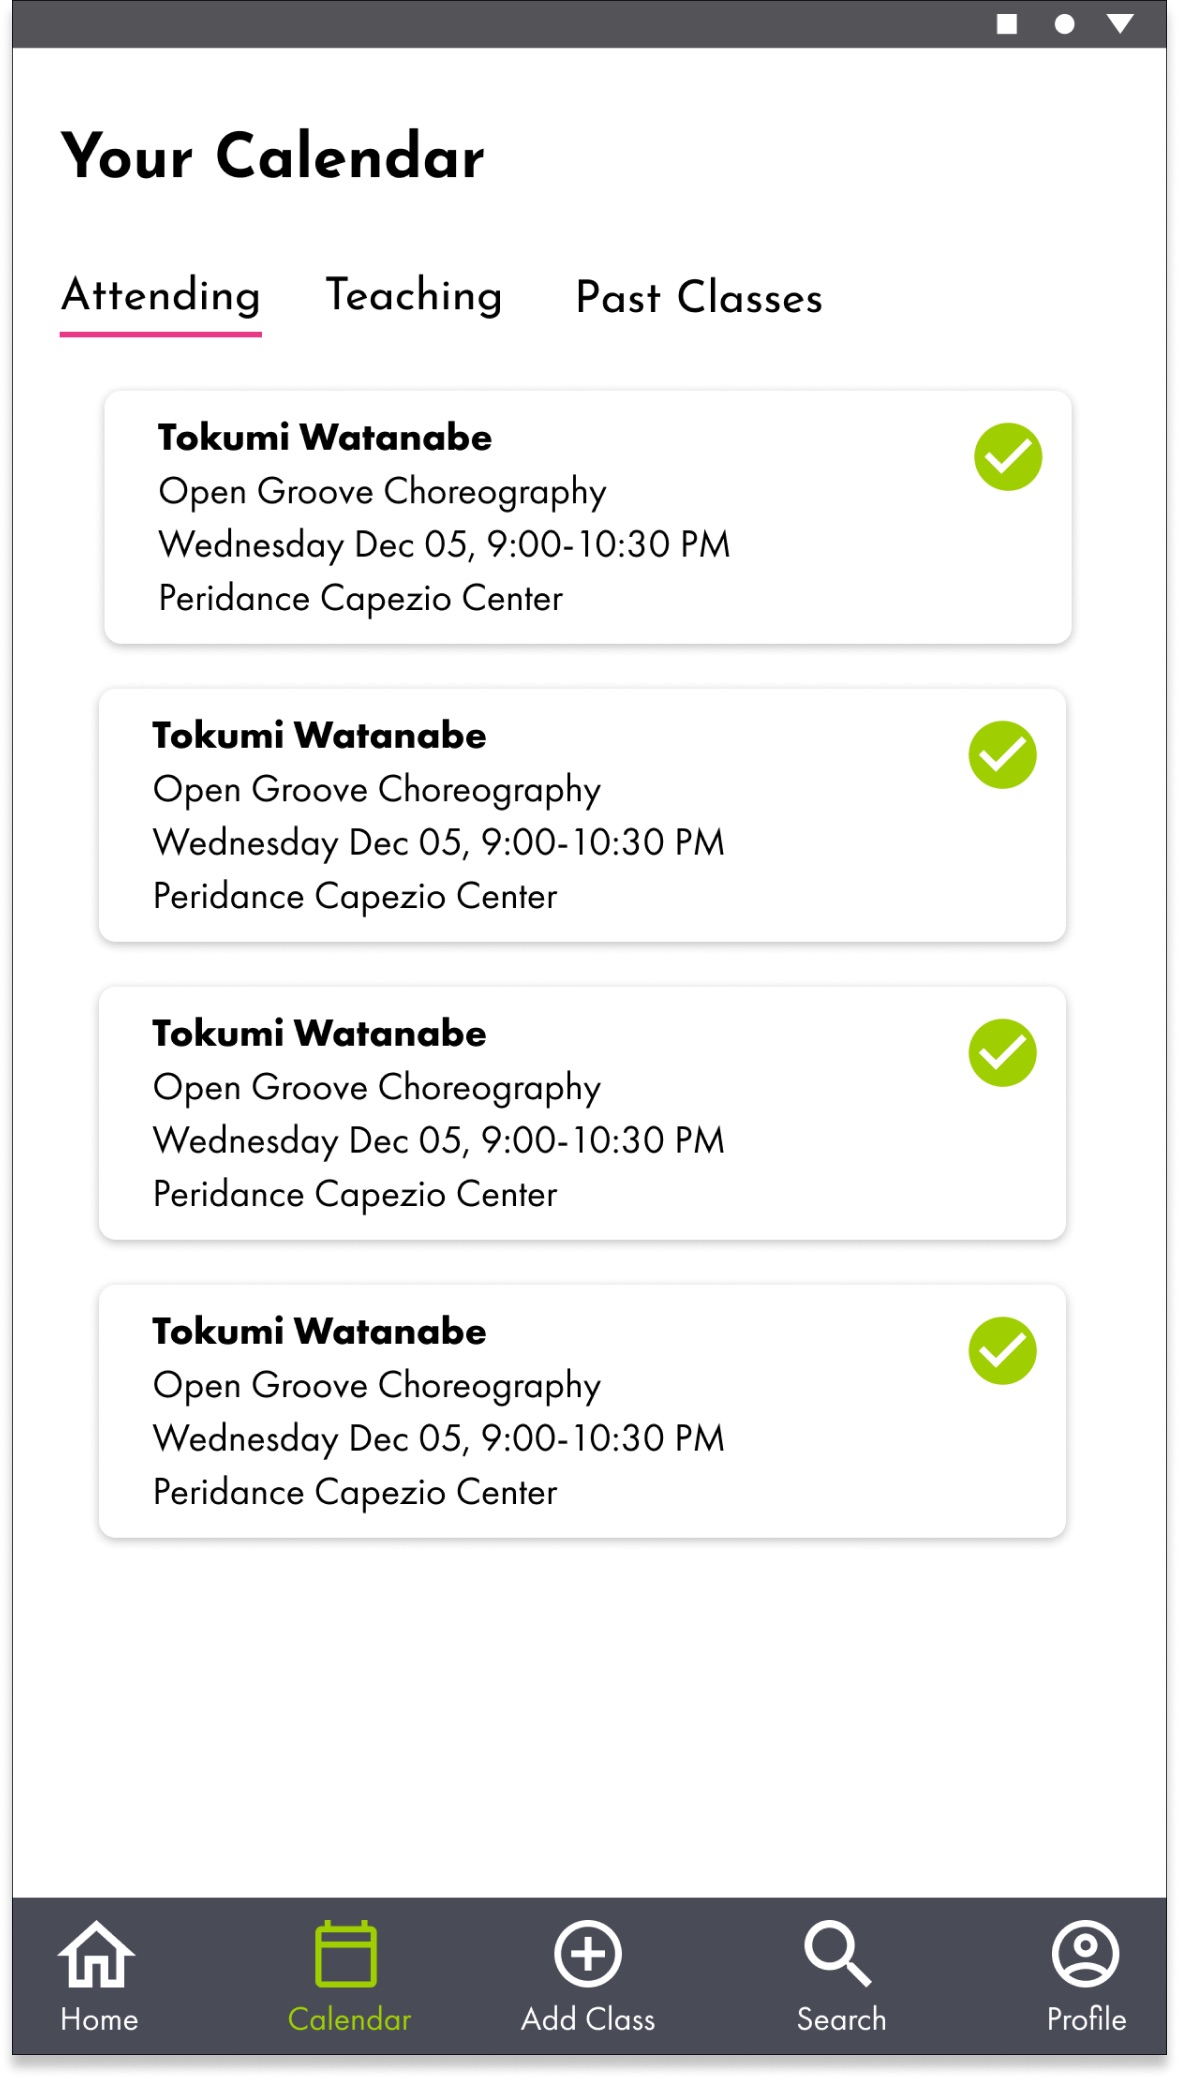 Your Calendar
Attending Teaching Past Classes
Tokumi Watanabe
Open Groove Choreography
Wednesday Dec 05, 9:00-10:30 PM
Peridance Capezio Center
Tokumi Watanabe
Open Groove Choreography
Wednesday Dec 05, 9:00-10:30 PM
Peridance Capezio Center
Tokumi Watanabe
Open Groove Choreography
Wednesday Dec 05, 9:00-10:30 PM
Peridance Capezio Center
Tokumi Watanabe
Open Groove Choreography
Wednesday Dec 05, 9:00-10:30 PM
Peridance Capezio Center
Home Calendar Add Class Search Profile